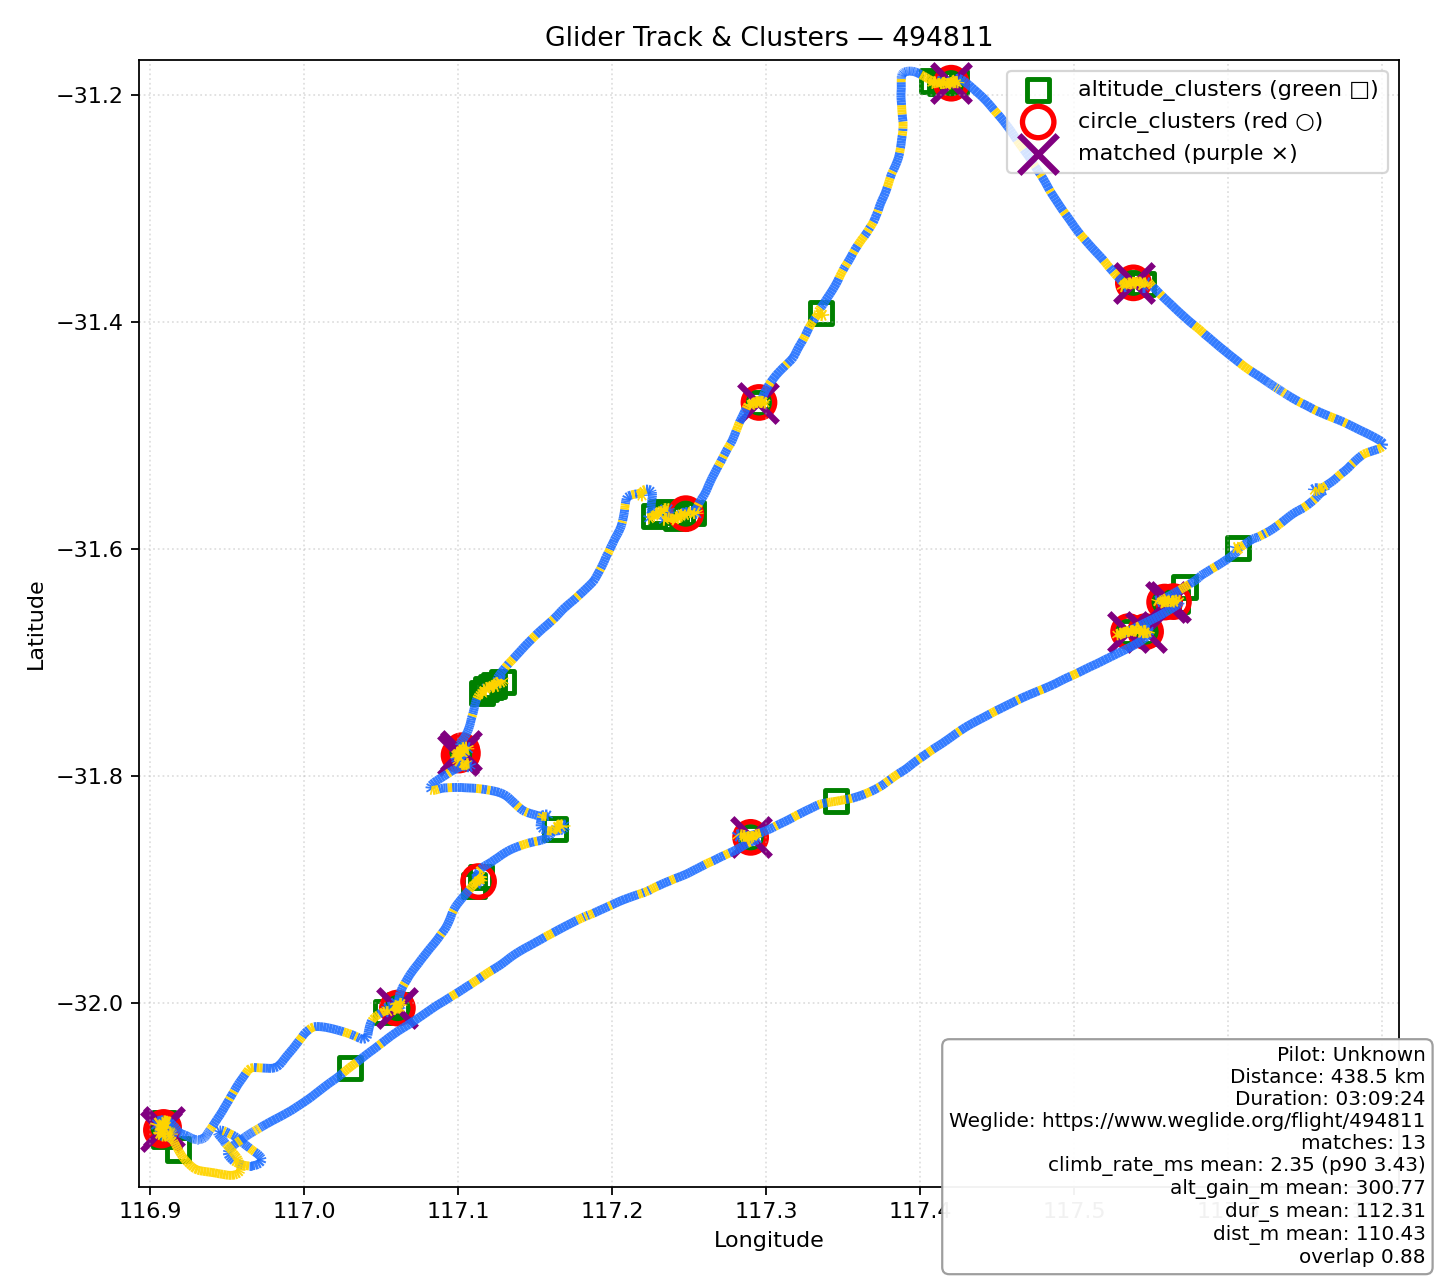 Glider Track & Clusters — 494811
altitude_clusters (green □)
circle_clusters (red ○)
matched (purple ×)
−31.2
−31.4
−31.6
−31.8
−32.0
Latitude
116.9
117.0
117.1
117.2
117.3
117.4
117.5
Longitude
Pilot: Unknown
Distance: 438.5 km
Duration: 03:09:24
Weglide: https://www.weglide.org/flight/494811
matches: 13
climb_rate_ms mean: 2.35 (p90 3.43)
alt_gain_m mean: 300.77
dur_s mean: 112.31
dist_m mean: 110.43
overlap 0.88